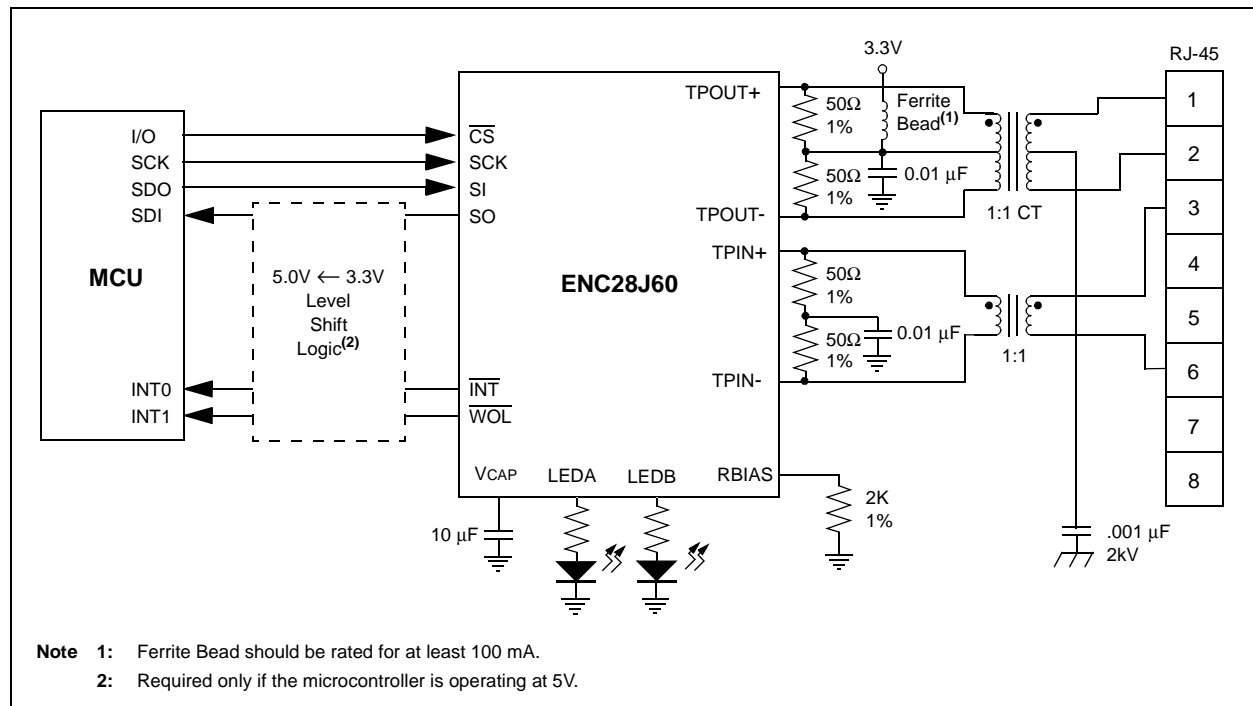 3.3V
RJ-45
MCU
I/O
SCK
SDO
SDI
INT0
INT1
5.0V ← 3.3V
Level
Shift
Logic(2)
CS
SCK
SI
SO
INT
WOL
ENC28J60
VCAP
LEDA
LEDB
RBIAS
TPOUT+
TPOUT-
TPIN+
TPIN-
50Ω
1%
50Ω
1%
Ferrite
Bead(1)
0.01 μF
1:1 CT
50Ω
1%
50Ω
1%
0.01 μF
1:1
1
2
3
4
5
6
7
8
10 μF
2K
1%
.001 μF
2kV
Note 1: Ferrite Bead should be rated for at least 100 mA.
2: Required only if the microcontroller is operating at 5V.